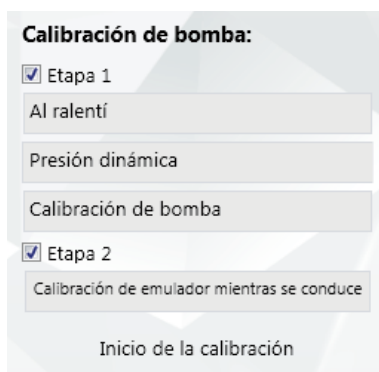 Calibración de bomba:
Etapa 1
Al ralentí
Presión dinámica
Calibración de bomba
Etapa 2
Calibración de emulador mientras se conduce
Inicio de la calibración